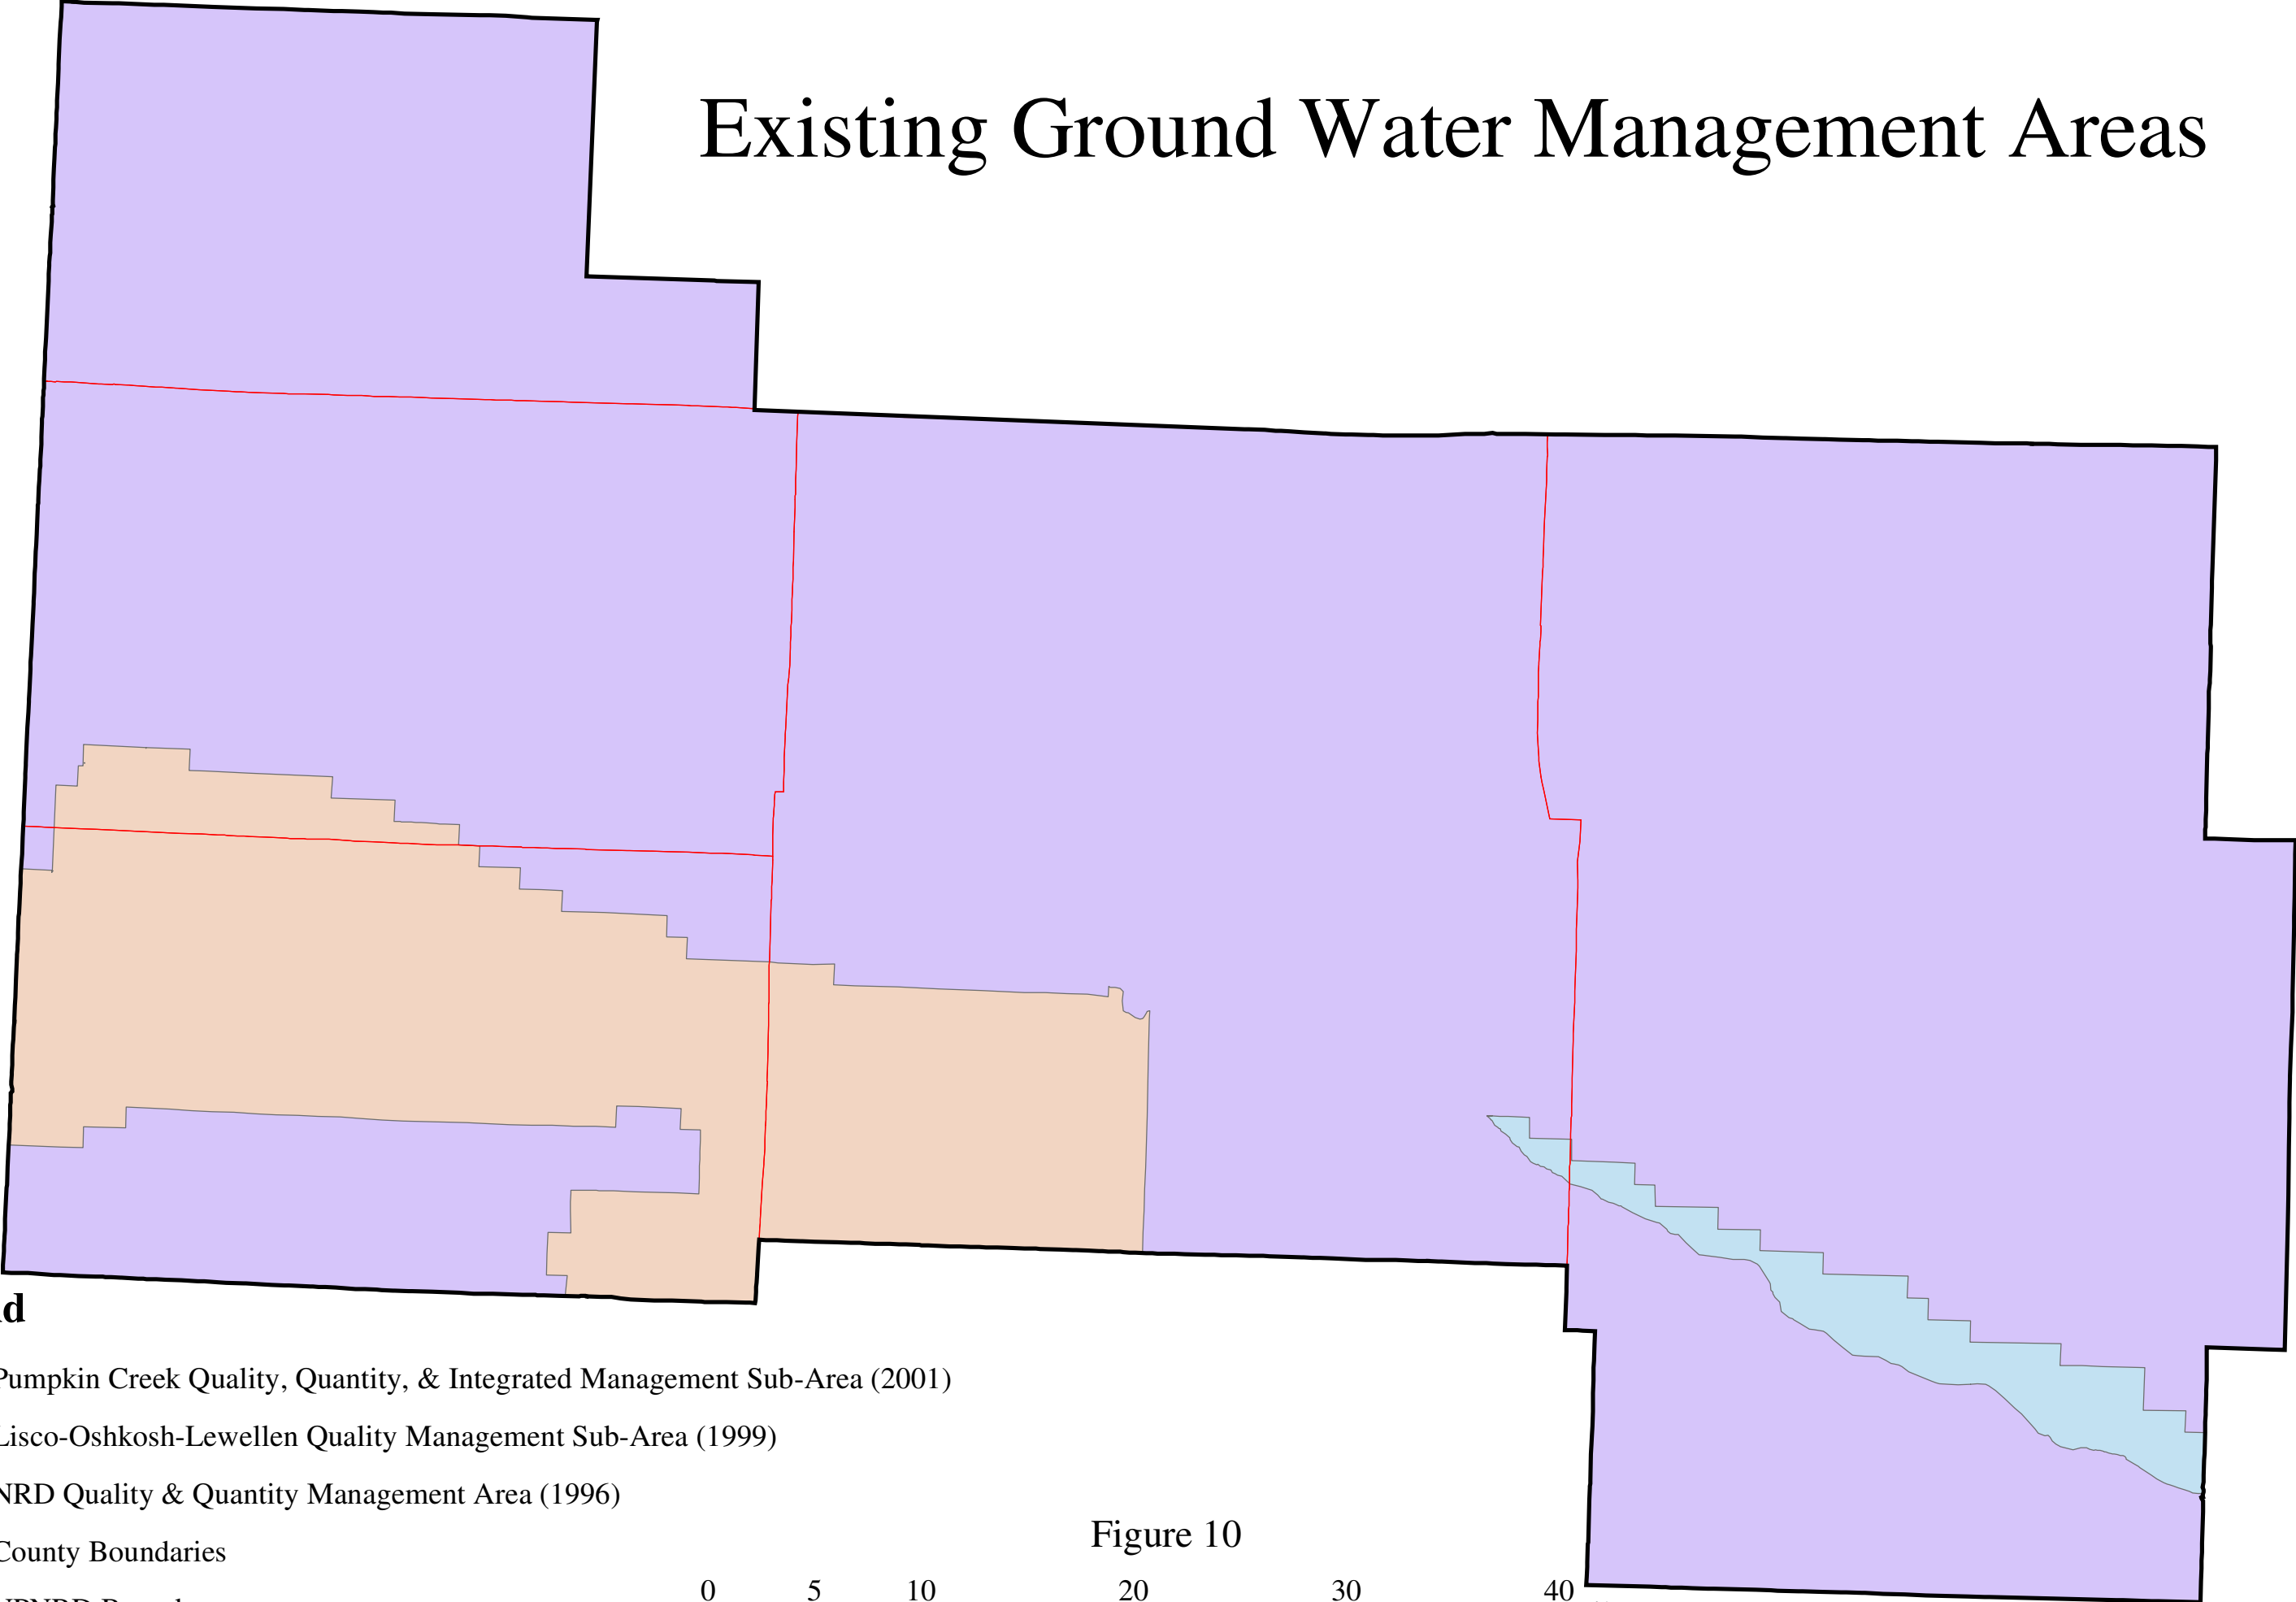 Existing Ground Water Management Areas
Pumpkin Creek Quality, Quantity, & Integrated Management Sub-Area (2001)
Lisco-Oshkosh-Lewellen Quality Management Sub-Area (1999)
NRD Quality & Quantity Management Area (1996)
County Boundaries
Figure 10
0 5 10 20 30 40